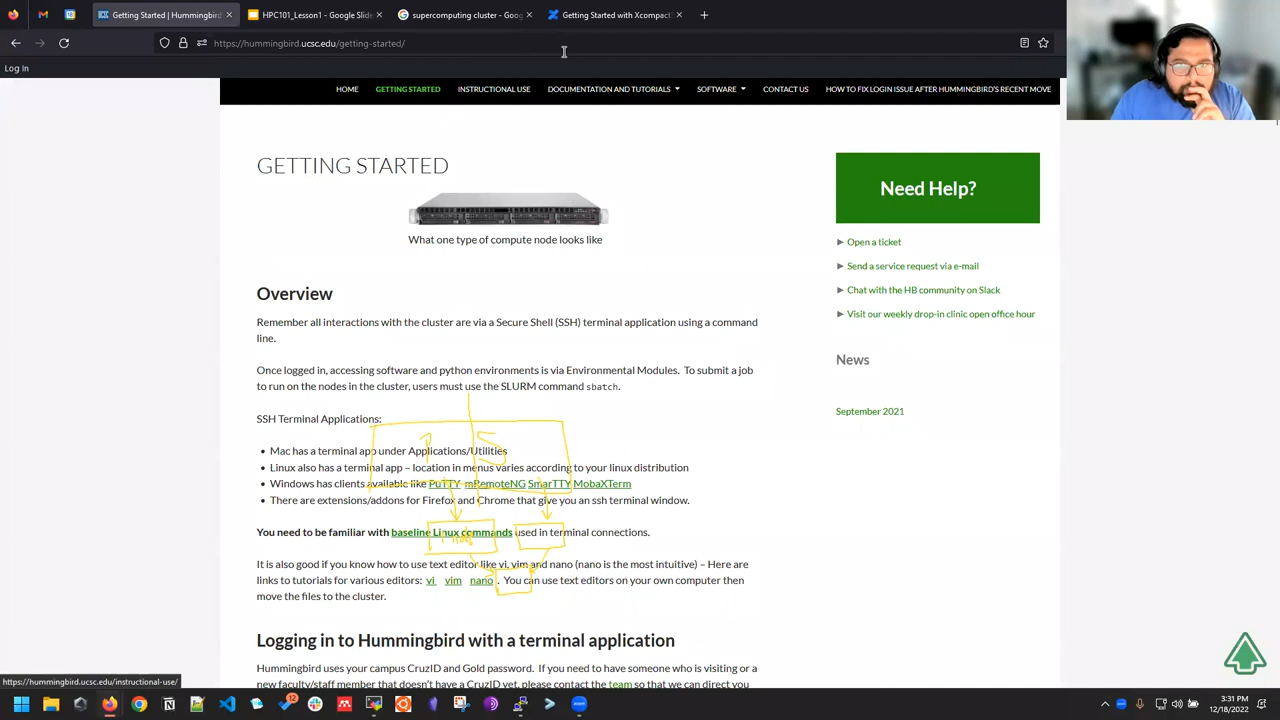 Getting Started | Hummingbird
HPC101_Lesson1 - Google Slide
supercomputing cluster - Goog
Getting Started with Xcompact
https://hummingbird.ucsc.edu/getting-started/
Log in
HOME GETTING STARTED INSTRUCTIONAL USE DOCUMENTATION AND TUTORIALS SOFTWARE CONTACT US HOW TO FIX LOGIN ISSUE AFTER HUMMINGBIRD'S RECENT MOVE
GETTING STARTED
What one type of compute node looks like
Overview
Remember all interactions with the cluster are via a Secure Shell (SSH) terminal application using a command
line.
Once logged in, accessing software and python environments is via Environmental Modules. To submit a job
to run on the nodes in the cluster, users must use the SLURM command sbatch.
SSH Terminal Applications:
• Mac has a terminal app under Applications/Utilities
• Linux also has a terminal app – location in menus varies according to your linux distribution
• Windows has clients available like PuTTY mRemoteNG SmarTTY MobaXTerm
• There are extensions/addons for Firefox and Chrome that give you an ssh terminal window.
You need to be familiar with baseline Linux commands used in terminal connections.
It is also good if you know how to use text editor like vi, vim and nano (nano is the most intuitive) – Here are
links to tutorials for various editors: vi vim nano . You can use text editors on your own computer then
move the files to the cluster.
Logging in to Hummingbird with a terminal application
Hummingbird uses your campus CruzID and Gold password. If you need to have someone who is visiting or a
new faculty/staff member that doesn't have a CruzID yet, please contact the team so that we can direct you
Need Help?
Open a ticket
Send a service request via e-mail
Chat with the HB community on Slack
Visit our weekly drop-in clinic open office hour
News
September 2021
https://hummingbird.ucsc.edu/instructional-use/
12
zoom
3:31 PM
12/18/2022